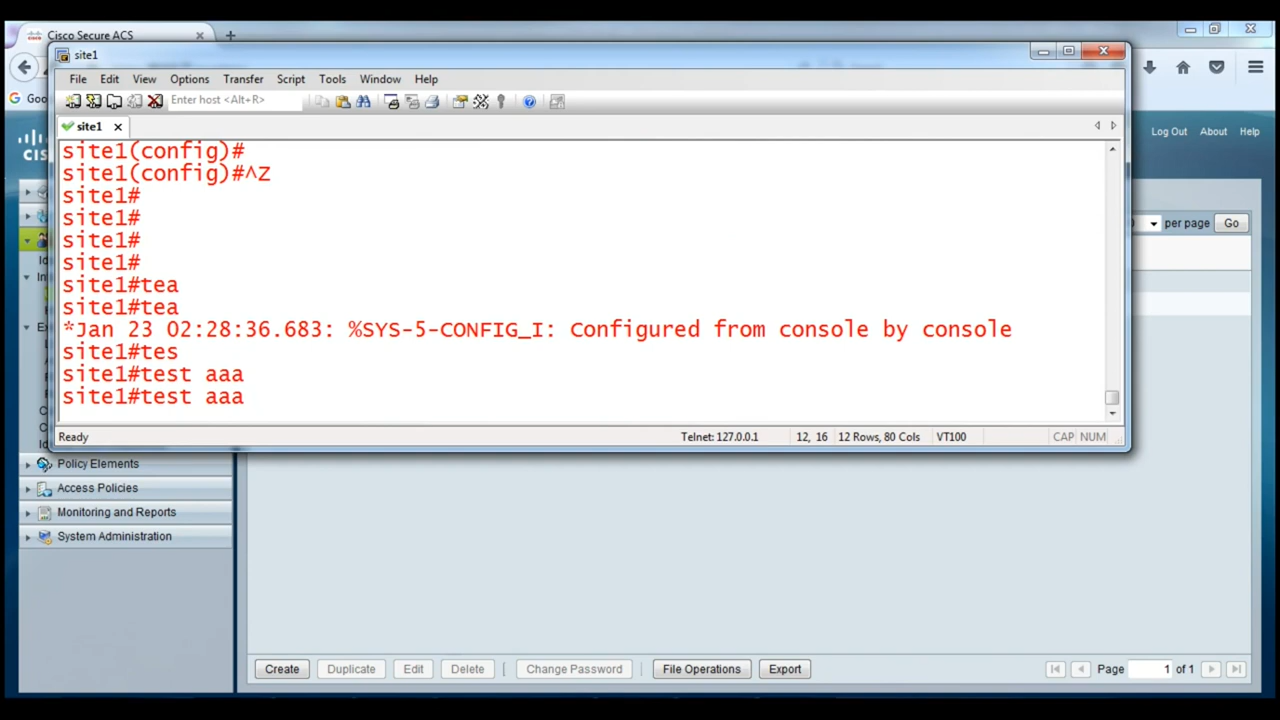 Cisco Secure ACS
site1
File Edit View Options Transfer Script Tools Window Help
Goo
Enter host <Alt+R>
site1
Log Out About Help
site1(config)#
site1(config)#^Z
site1#
site1#
site1#
site1#
per page Go
site1#tea
site1#tea
*Jan 23 02:28:36.683: %SYS-5-CONFIG_I: Configured from console by console
site1#tes
site1#test aaa
site1#test aaa
Ready Telnet: 127.0.0.1 12, 16 12 Rows, 80 Cols VT100 CAP NUM
Policy Elements
Access Policies
Monitoring and Reports
System Administration
Create Duplicate Edit Delete | Change Password | File Operations Export Page 1 of 1